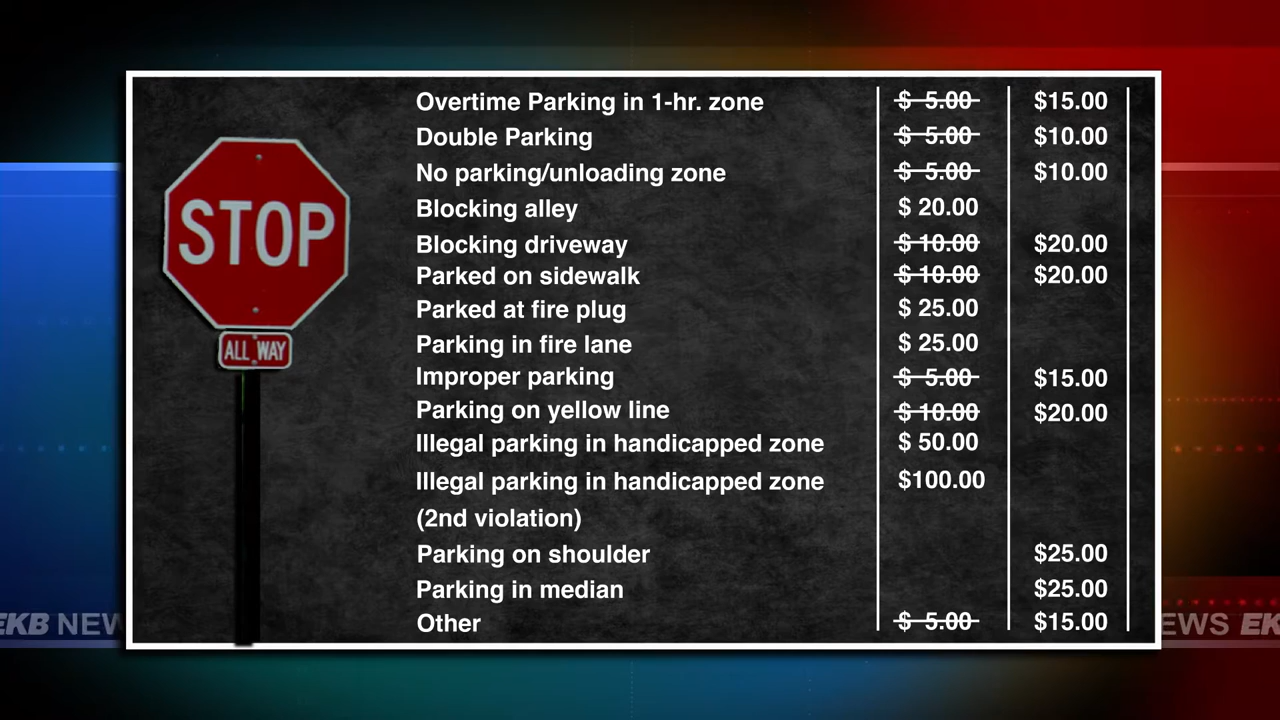 STOP
ALL WAY
Overtime Parking in 1-hr. zone $ 5.00 $15.00
Double Parking $ 5.00 $10.00
No parking/unloading zone $ 5.00 $10.00
Blocking alley $ 20.00
Blocking driveway $ 10.00 $20.00
Parked on sidewalk $ 10.00 $20.00
Parked at fire plug $ 25.00
Parking in fire lane $ 25.00
Improper parking $ 5.00 $15.00
Parking on yellow line $ 10.00 $20.00
Illegal parking in handicapped zone $ 50.00
Illegal parking in handicapped zone $100.00
(2nd violation)
Parking on shoulder $25.00
Parking in median $25.00
Other $ 5.00 $15.00
EKB NEW
EWS EK